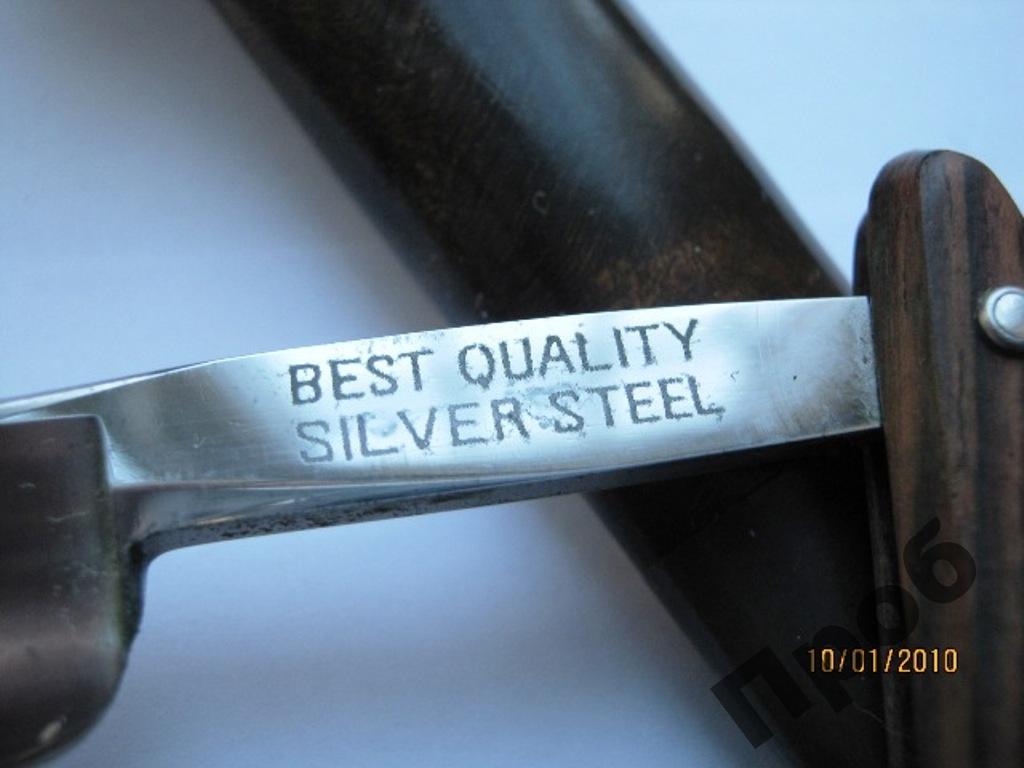 BEST QUALITY
SILVER STEEL
10/01/2010
Проб